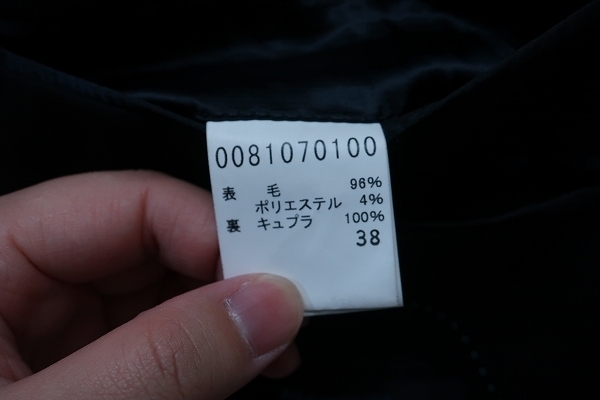 0081070100
表 毛 96%
ポリエステル 4%
裏 キュプラ 100%
38